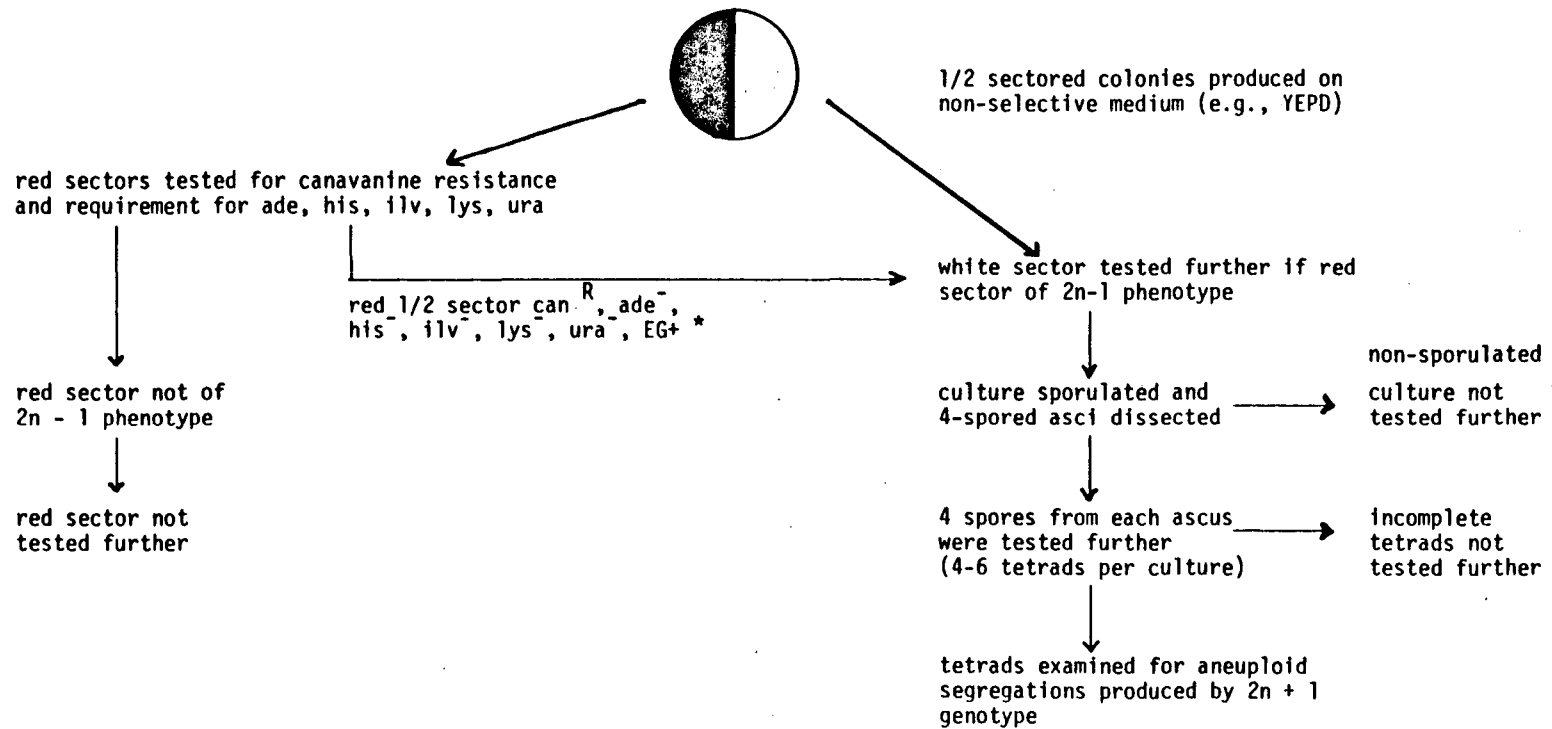 1/2 sectored colonies produced on
non-selective medium (e.g., YEPD)
red sectors tested for canavanine resistance
and requirement for ade, his, ilv, lys, ura
red 1/2 sector can R, ade-,
his-, ilv-, lys-, ura-, EG+ *
white sector tested further if red
sector of 2n-1 phenotype
red sector not of
2n - 1 phenotype
red sector not
tested further
culture sporulated and
4-spored asci dissected
non-sporulated
culture not
tested further
4 spores from each ascus
were tested further
(4-6 tetrads per culture)
incomplete
tetrads not
tested further
tetrads examined for aneuploid
segregations produced by 2n + 1
genotype